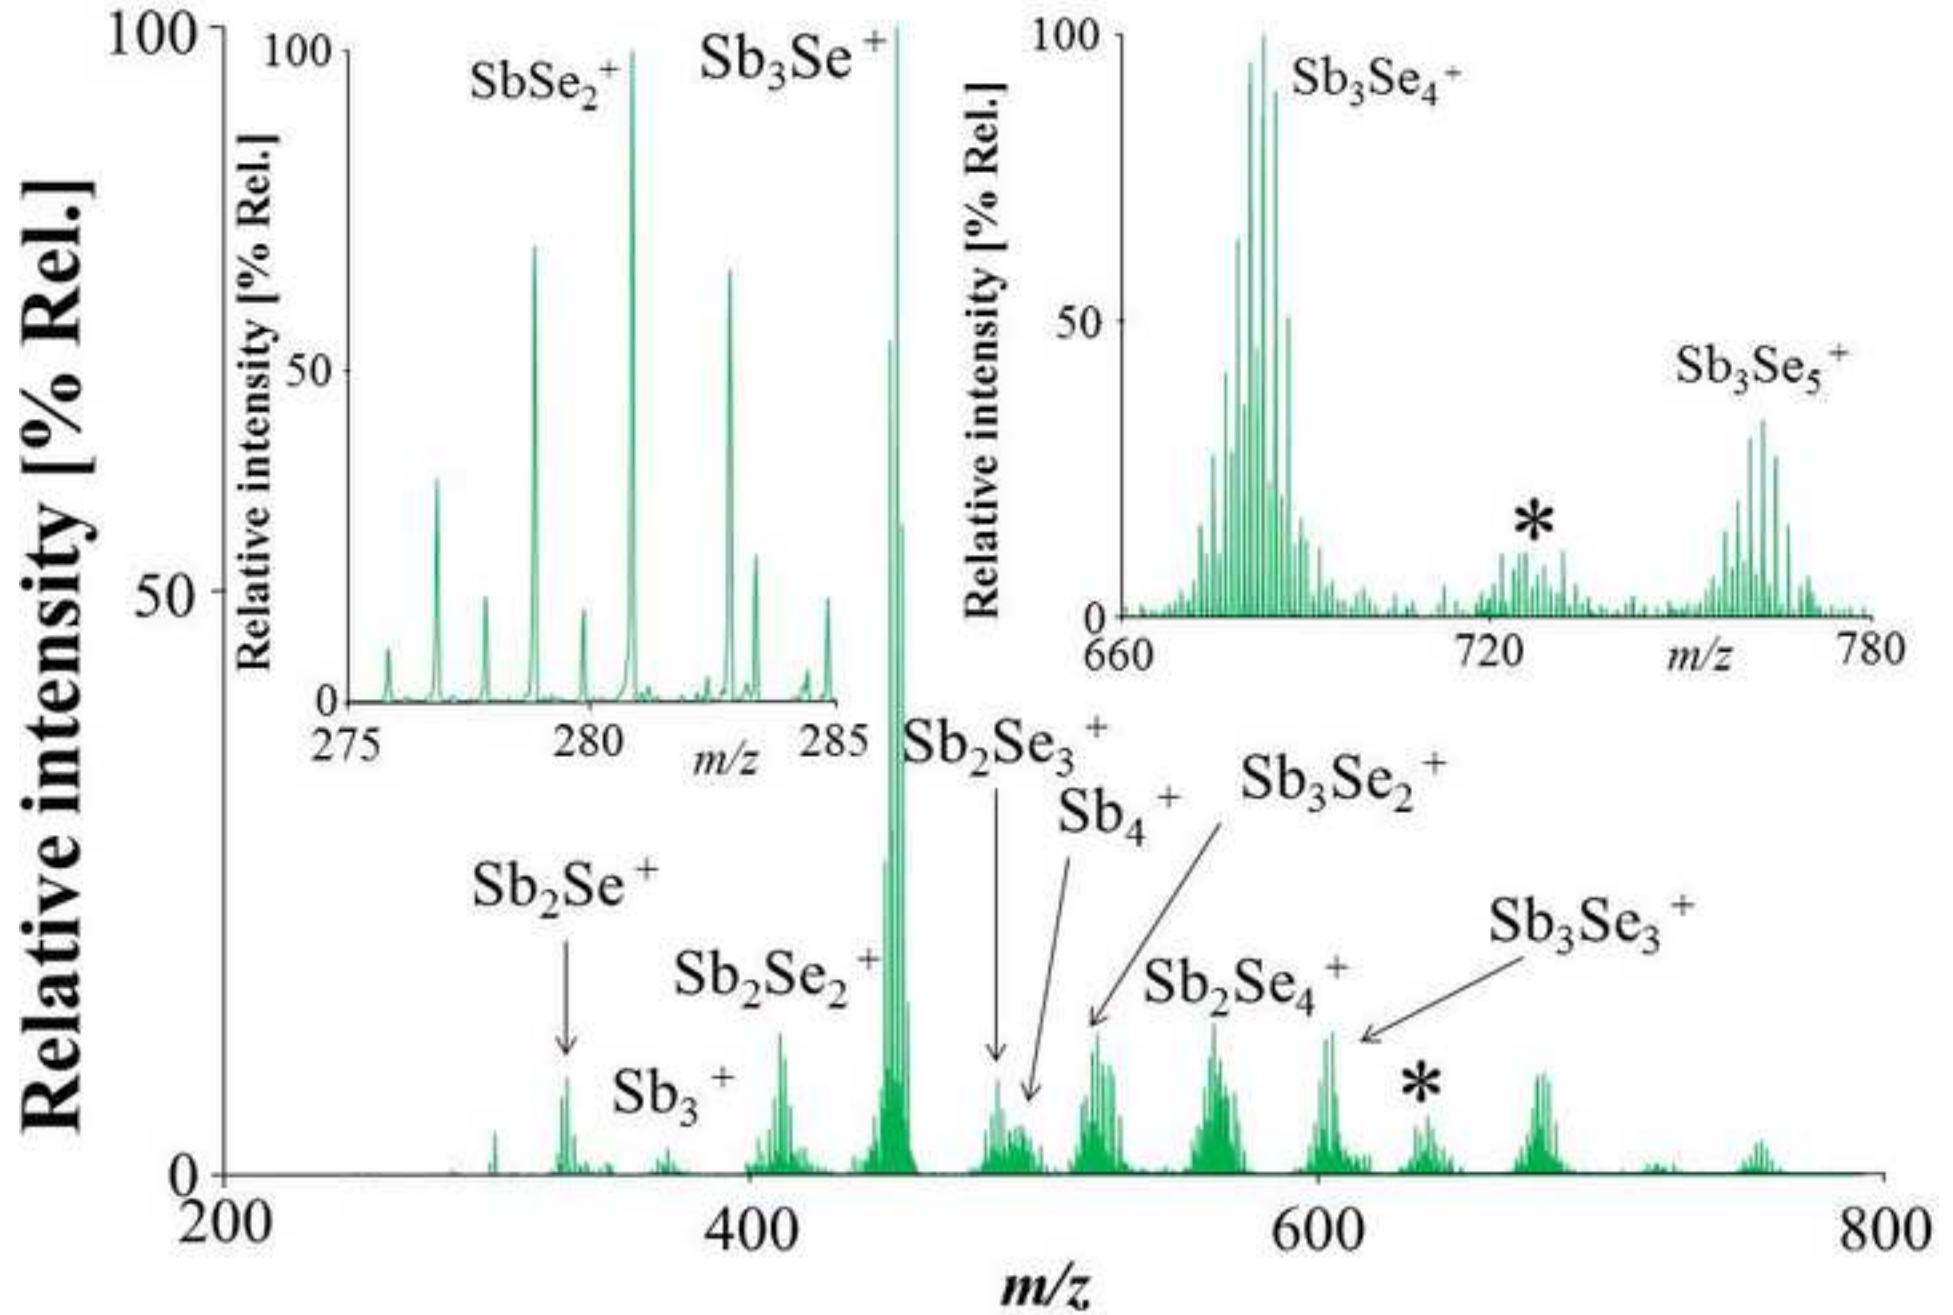 Relative intensity [% Rel.]
100
50
0
200
400
600
800
m/z
Relative intensity [% Rel.]
100
50
0
275
280
m/z
285
SbSe₂⁺
Sb₃Se⁺
Relative intensity [% Rel.]
100
50
0
660
720
m/z
780
Sb₃Se₄⁺
*
Sb₃Se₅⁺
Sb₂Se₃⁺
Sb₄⁺
Sb₃Se₂⁺
Sb₂Se⁺
Sb₃⁺
Sb₂Se₂⁺
Sb₂Se₄⁺
Sb₃Se₃⁺
*